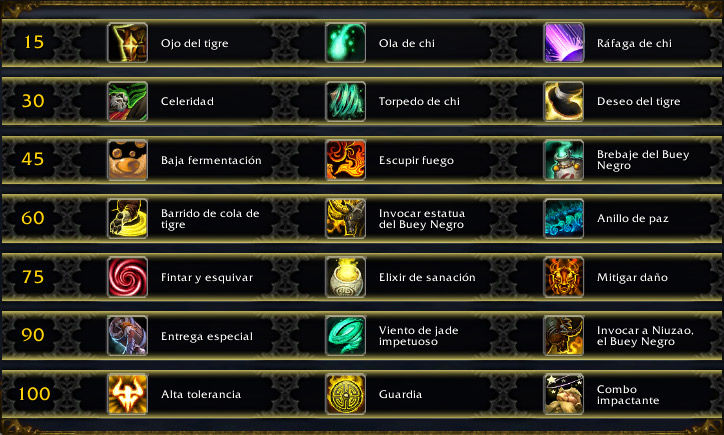 15 Ojo del tigre Ola de chi Ráfaga de chi
30 Celeridad Torpedo de chi Deseo del tigre
45 Baja fermentación Escupir fuego Brebaje del Buey
Negro
60 Barrido de cola de
tigre Invocar estatua
del Buey Negro Anillo de paz
75 Fintar y esquivar Elixir de sanación Mitigar daño
90 Entrega especial Viento de jade
impetuoso Invocar a Niuzao,
el Buey Negro
100 Alta tolerancia Guardia Combo
impactante